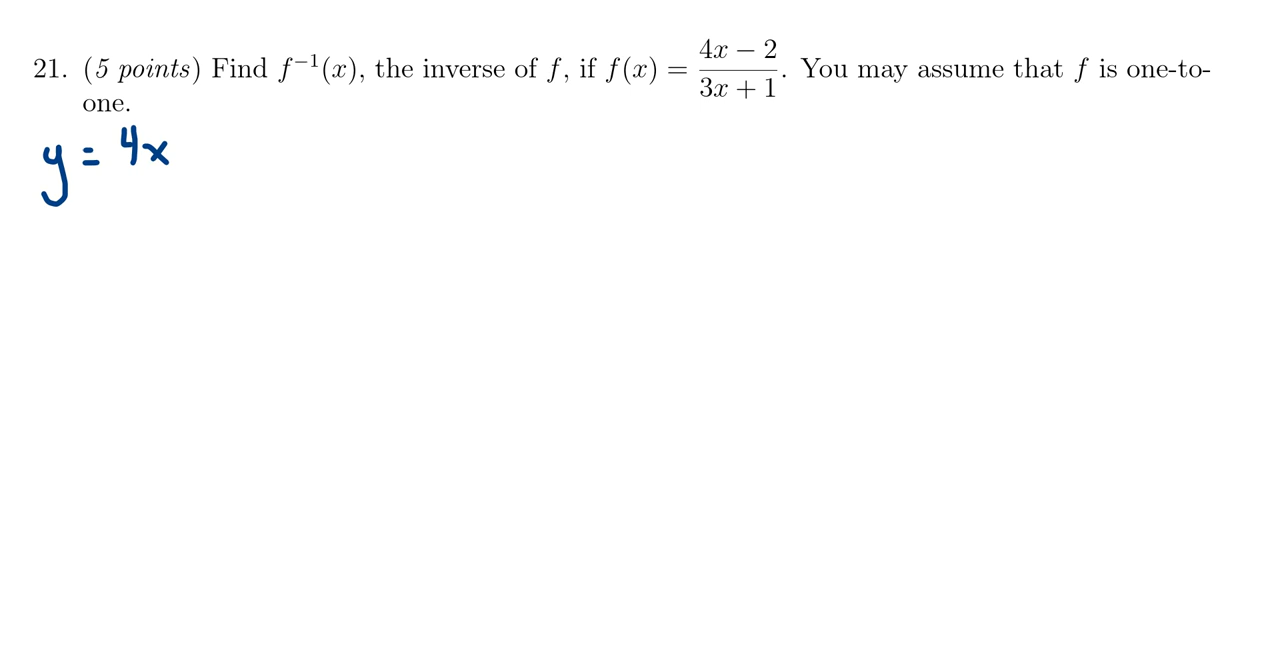 21. (5 points) Find f⁻¹(x), the inverse of f, if f(x) = (4x − 2)/(3x + 1). You may assume that f is one-to-
one.
y = 4x